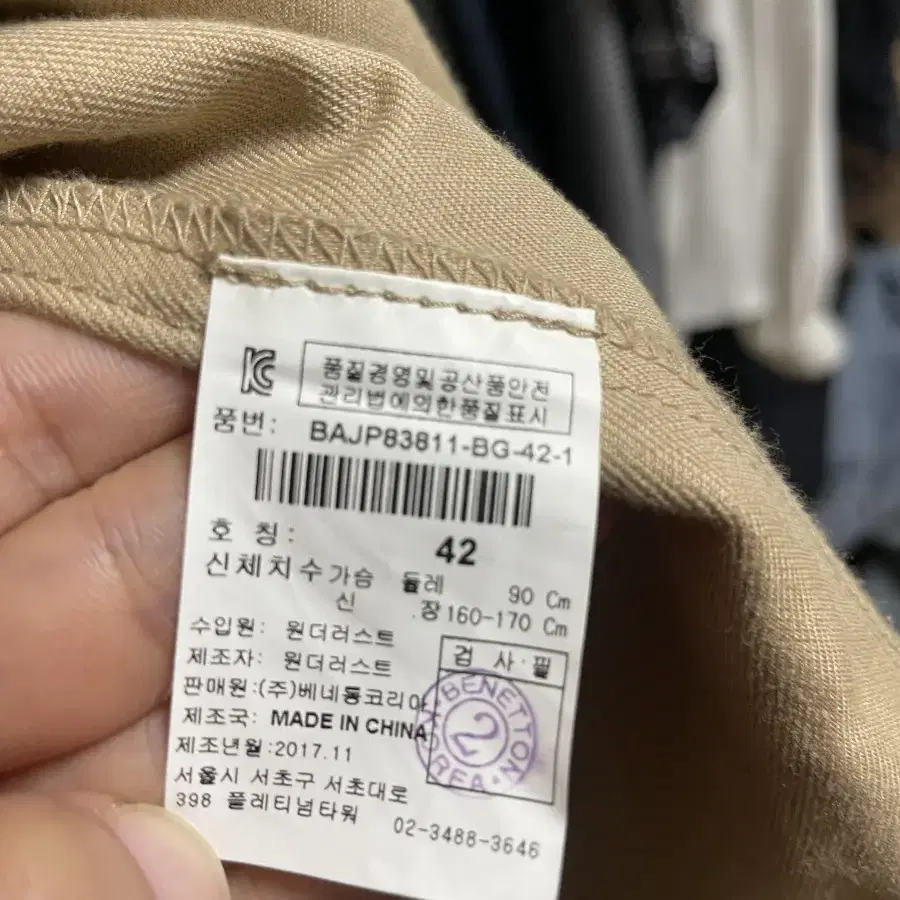 KC
품질경영및공산품안전
관리법에의한품질표시
품번: BAJP83811-BG-42-1
호 칭: 42
신체치수 가슴 둘레 90 Cm
신 장 160-170 Cm
수입원: 원더러스트
제조자: 원더러스트
판매원:(주)베네통코리아
제조국: MADE IN CHINA
제조년월:2017.11
서울시 서초구 서초대로
398 플레티넘타워
02-3488-3646
검 사·필
BENETTON
2
KOREA